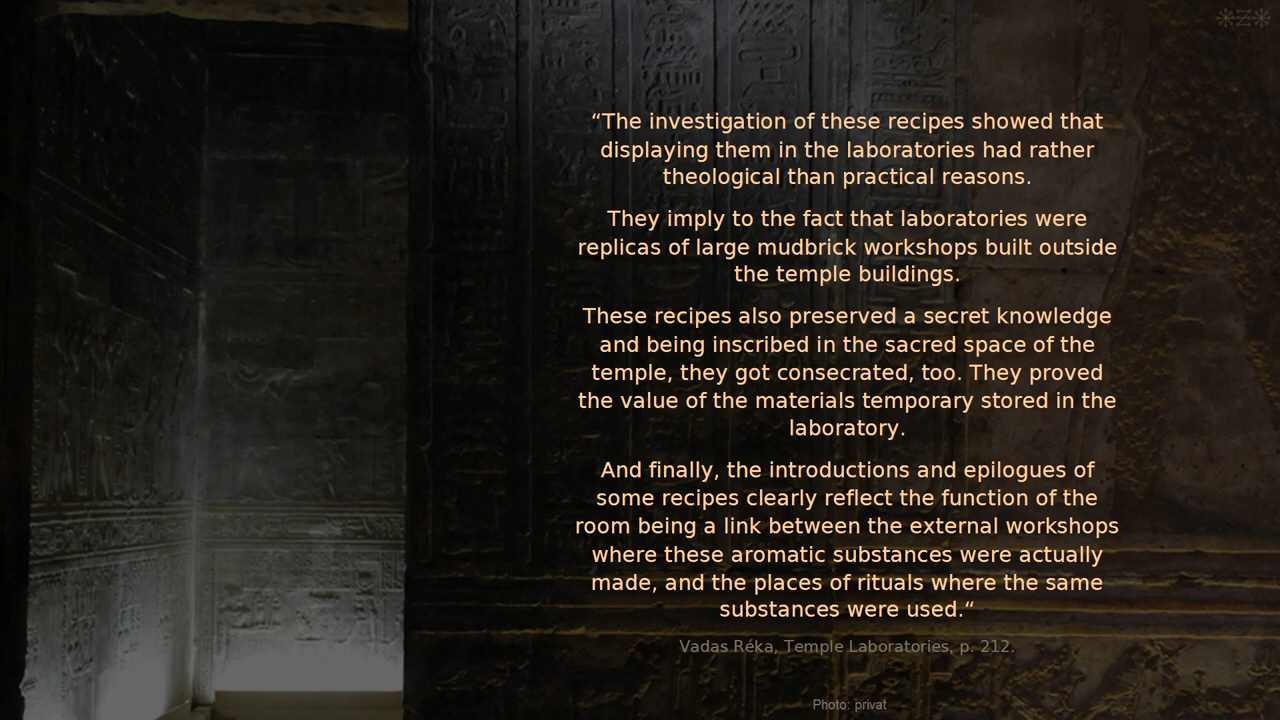 “The investigation of these recipes showed that
displaying them in the laboratories had rather
theological than practical reasons.
They imply to the fact that laboratories were
replicas of large mudbrick workshops built outside
the temple buildings.
These recipes also preserved a secret knowledge
and being inscribed in the sacred space of the
temple, they got consecrated, too. They proved
the value of the materials temporary stored in the
laboratory.
And finally, the introductions and epilogues of
some recipes clearly reflect the function of the
room being a link between the external workshops
where these aromatic substances were actually
made, and the places of rituals where the same
substances were used.“
Vadas Réka, Temple Laboratories, p. 212.
Photo: privat